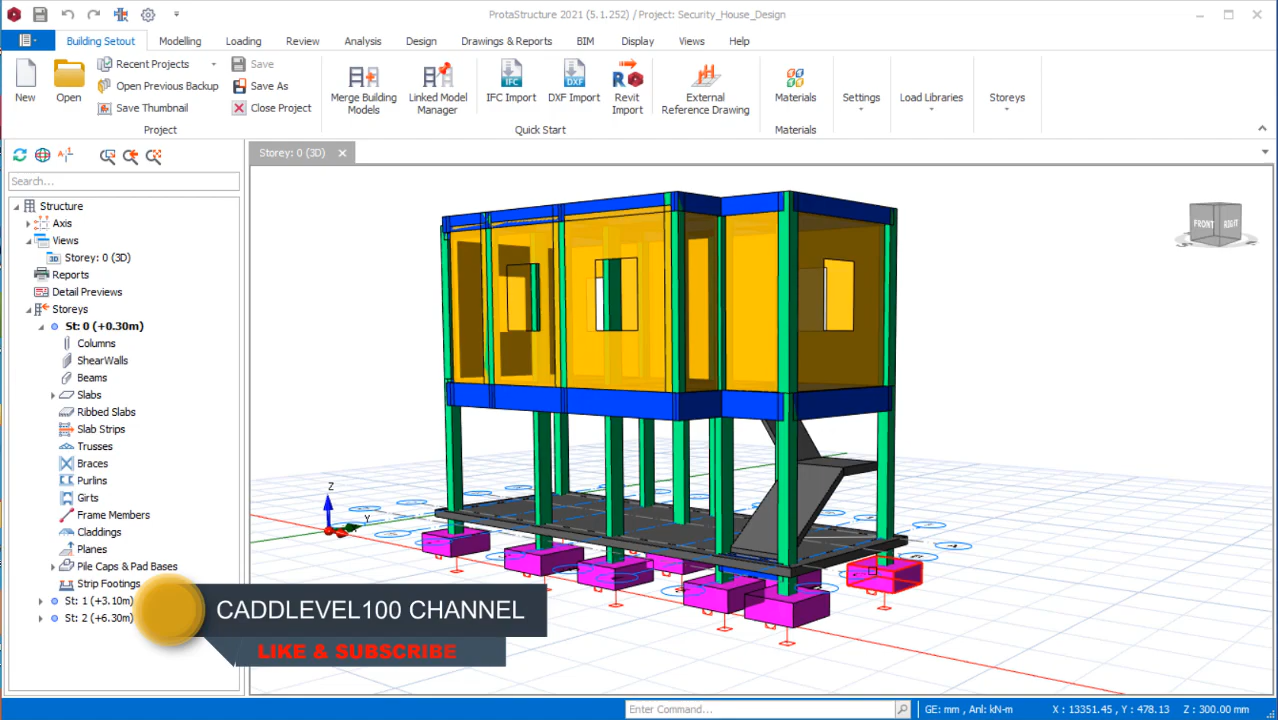 ProtaStructure 2021 (5.1.252) / Project: Security_House_Design
Building Setout Modelling Loading Review Analysis Design Drawings & Reports BIM Display Views Help
New
Open
Recent Projects
Open Previous Backup
Save Thumbnail
Save
Save As
Close Project
Project
Merge Building Models
Linked Model Manager
IFC Import
DXF Import
Revit Import
External Reference Drawing
Quick Start
Materials
Materials
Settings
Load Libraries
Storeys
Storey: 0 (3D)
Search...
Structure
Axis
Views
Storey: 0 (3D)
Reports
Detail Previews
Storeys
St: 0 (+0.30m)
Columns
ShearWalls
Beams
Slabs
Ribbed Slabs
Slab Strips
Trusses
Braces
Purlins
Girts
Frame Members
Claddings
Planes
Pile Caps & Pad Bases
Strip Footings
St: 1 (+3.10m)
St: 2 (+6.30m)
FRONT RIGHT
Z
Y
CADDLEVEL100 CHANNEL
LIKE & SUBSCRIBE
Enter Command...
GE: mm, Anl: kN-m
X : 13351.45, Y : 478.13
Z : 300.00 mm